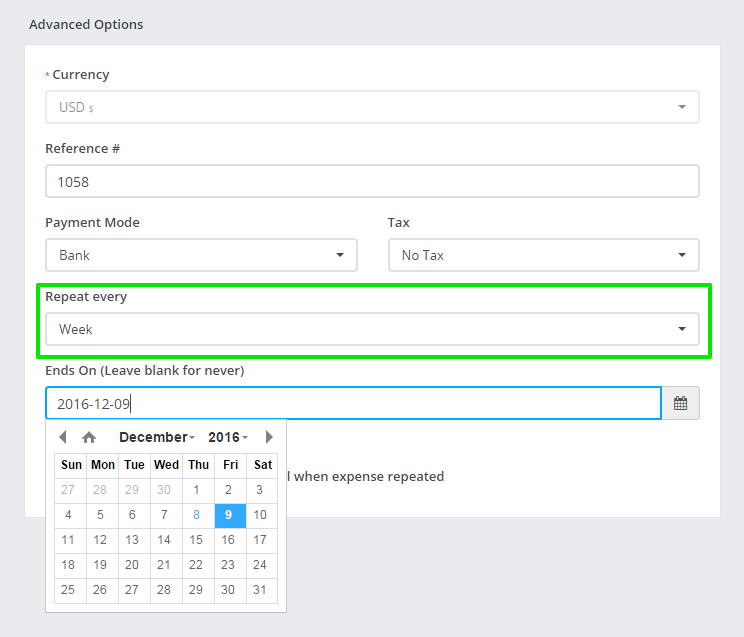 Advanced Options
* Currency
USD $
Reference #
1058
Payment Mode
Tax
Bank
No Tax
Repeat every
Week
Ends On (Leave blank for never)
2016-12-09
December 2016
Sun Mon Tue Wed Thu Fri Sat
27 28 29 30 1 2 3
4 5 6 7 8 9 10
11 12 13 14 15 16 17
18 19 20 21 22 23 24
25 26 27 28 29 30 31
when expense repeated